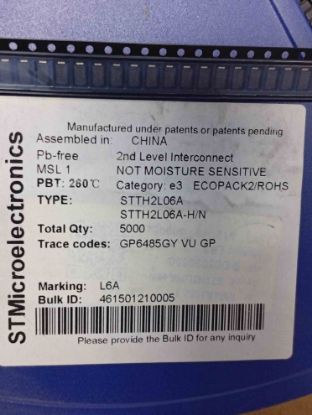 STMicroelectronics
Manufactured under patents or patents pending
Assembled in: CHINA
Pb-free 2nd Level Interconnect
MSL 1 NOT MOISTURE SENSITIVE
PBT: 260℃ Category: e3 ECOPACK2/ROHS
TYPE: STTH2L06A
STTH2L06A-H/N
Total Qty: 5000
Trace codes: GP6485GY VU GP
Marking: L6A
Bulk ID: 461501210005
Please provide the Bulk ID for any inquiry